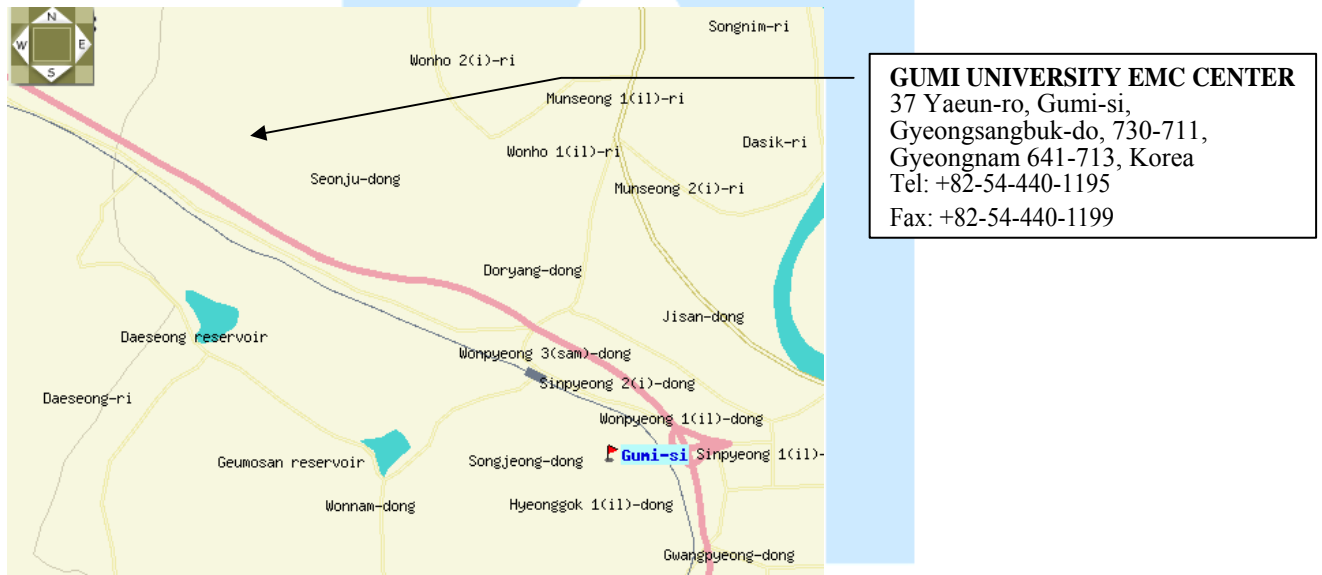 N
W
E
S
Songnim-ri
Wonho 2(i)-ri
Munseong 1(il)-ri
Dasik-ri
Wonho 1(il)-ri
Seonju-dong
Munseong 2(i)-ri
Doryang-dong
Jisan-dong
Daeseong reservoir
Wonpyeong 3(sam)-dong
Sinpyeong 2(i)-dong
Daeseong-ri
Wonpyeong 1(il)-dong
Gumi-si
Sinpyeong 1(il)-
Geumosan reservoir
Songjeong-dong
Wonnam-dong
Hyeonggok 1(il)-dong
Gwangpyeong-dong
GUMI UNIVERSITY EMC CENTER
37 Yaeun-ro, Gumi-si,
Gyeongsangbuk-do, 730-711,
Gyeongnam 641-713, Korea
Tel: +82-54-440-1195
Fax: +82-54-440-1199